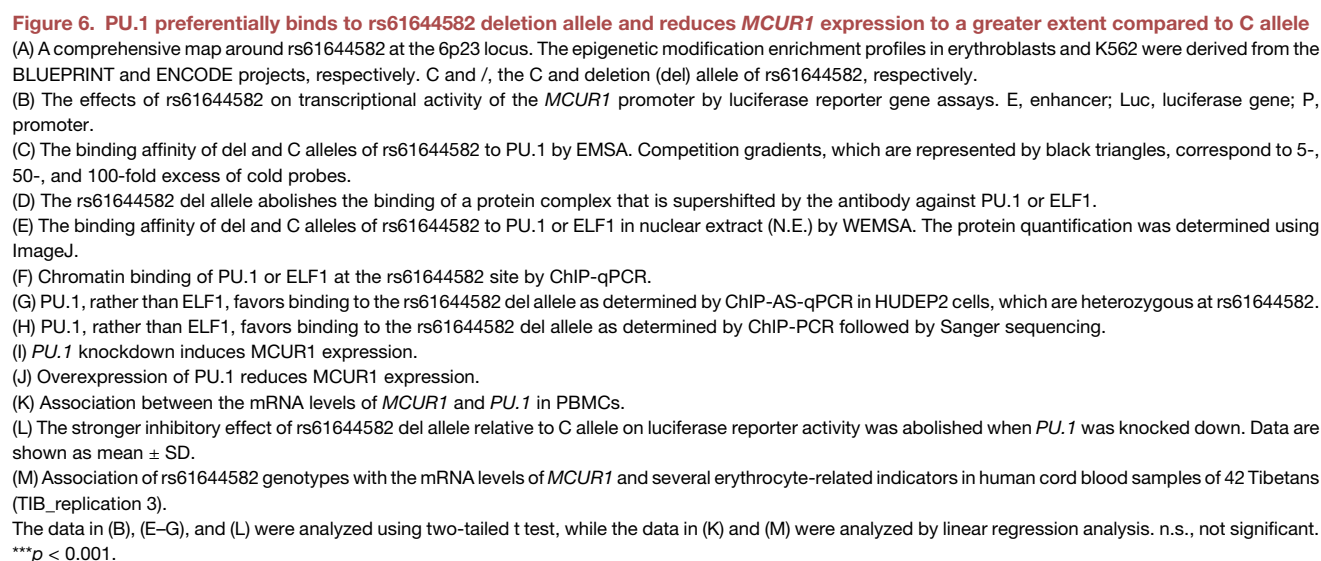 Figure 6. PU.1 preferentially binds to rs61644582 deletion allele and reduces MCUR1 expression to a greater extent compared to C allele
(A) A comprehensive map around rs61644582 at the 6p23 locus. The epigenetic modification enrichment profiles in erythroblasts and K562 were derived from the
BLUEPRINT and ENCODE projects, respectively. C and /, the C and deletion (del) allele of rs61644582, respectively.
(B) The effects of rs61644582 on transcriptional activity of the MCUR1 promoter by luciferase reporter gene assays. E, enhancer; Luc, luciferase gene; P,
promoter.
(C) The binding affinity of del and C alleles of rs61644582 to PU.1 by EMSA. Competition gradients, which are represented by black triangles, correspond to 5-,
50-, and 100-fold excess of cold probes.
(D) The rs61644582 del allele abolishes the binding of a protein complex that is supershifted by the antibody against PU.1 or ELF1.
(E) The binding affinity of del and C alleles of rs61644582 to PU.1 or ELF1 in nuclear extract (N.E.) by WEMSA. The protein quantification was determined using
ImageJ.
(F) Chromatin binding of PU.1 or ELF1 at the rs61644582 site by ChIP-qPCR.
(G) PU.1, rather than ELF1, favors binding to the rs61644582 del allele as determined by ChIP-AS-qPCR in HUDEP2 cells, which are heterozygous at rs61644582.
(H) PU.1, rather than ELF1, favors binding to the rs61644582 del allele as determined by ChIP-PCR followed by Sanger sequencing.
(I) PU.1 knockdown induces MCUR1 expression.
(J) Overexpression of PU.1 reduces MCUR1 expression.
(K) Association between the mRNA levels of MCUR1 and PU.1 in PBMCs.
(L) The stronger inhibitory effect of rs61644582 del allele relative to C allele on luciferase reporter activity was abolished when PU.1 was knocked down. Data are
shown as mean ± SD.
(M) Association of rs61644582 genotypes with the mRNA levels of MCUR1 and several erythrocyte-related indicators in human cord blood samples of 42 Tibetans
(TIB_replication 3).
The data in (B), (E–G), and (L) were analyzed using two-tailed t test, while the data in (K) and (M) were analyzed by linear regression analysis. n.s., not significant.
***p < 0.001.